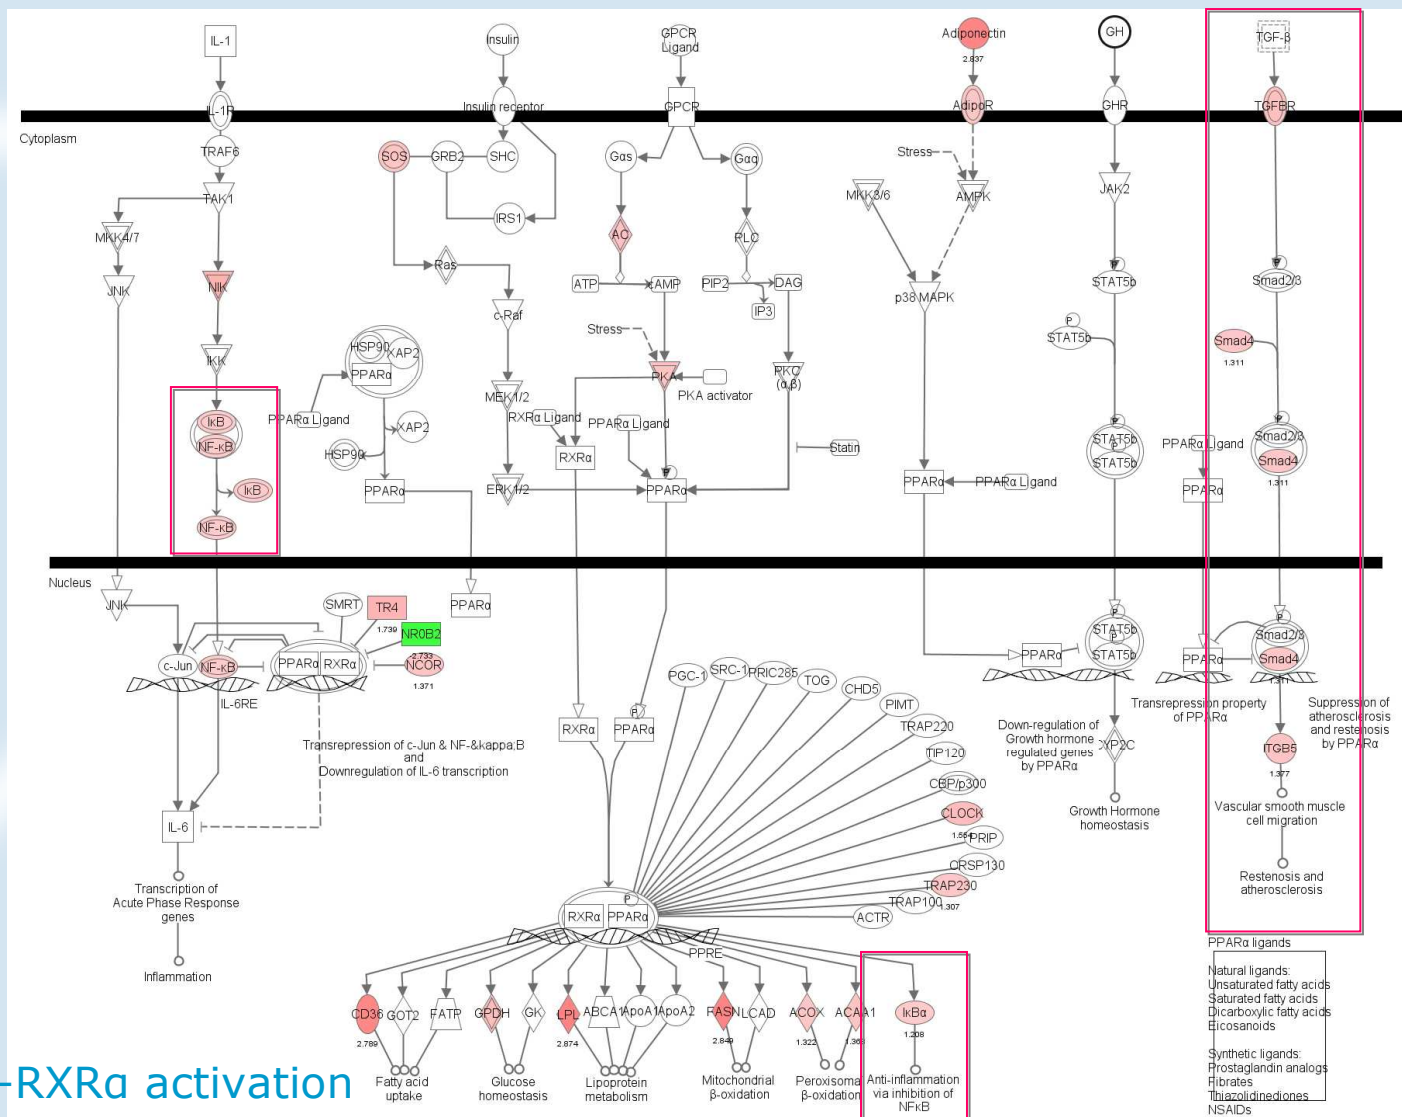 IL-1
Insulin
GPCR
Ligand
Adiponectin
2.837
GH
TGF-β
IL-1R
Insulin receptor
GPCR
AdipoR
GHR
TGFBR
Cytoplasm
TRAF6
SOS
GRB2
SHC
Gαs
Gαq
Stress
TAK1
IRS1
MKK3/6
AMPK
JAK2
MKK4/7
AC
PLC
Ras
JNK
NIK
ATP
cAMP
PIP2
DAG
IP3
p38 MAPK
P
STAT5b
P
Smad2/3
c-Raf
Stress
P
STAT5b
Smad4
1.311
HSP90
XAP2
PPARα
IKK
PKA
PKA activator
PKC
(α,β)
MEK1/2
IκB
NF-κB
PPARα Ligand
XAP2
RXRα Ligand
PPARα Ligand
Statin
P
STAT5b
P
STAT5b
PPARα Ligand
P
Smad2/3
Smad4
1.311
HSP90
RXRα
IκB
PPARα
ERK1/2
P
PPARα
PPARα
PPARα Ligand
PPARα
NF-κB
Nucleus
JNK
SMRT
TR4
1.739
PPARα
NR0B2
-2.733
c-Jun
NF-κB
PPARα
RXRα
NCOR
1.371
IL-6RE
PPARα
P
STAT5b
P
STAT5b
PPARα
P
Smad2/3
Smad4
1.311
PGC-1
SRC-1
PRIC285
TOG
CHD5
PIMT
TRAP220
TIP120
CBP/p300
CLOCK
1.564
PRIP
CRSP130
TRAP230
1.307
TRAP100
ACTR
RXRα
P
PPARα
Transrepression of c-Jun & NF-&kappa;B
and
Downregulation of IL-6 transcription
Down-regulation of
Growth hormone
regulated genes
by PPARα
CYP2C
Transrepression property
of PPARα
Suppression of
atherosclerosis
and restenosis
by PPARα
ITGB5
1.377
Growth Hormone
homeostasis
Vascular smooth muscle
cell migration
Restenosis and
atherosclerosis
IL-6
Transcription of
Acute Phase Response
genes
Inflammation
P
RXRα
PPARα
PPRE
CD36
2.789
GOT2
FATP
GPDH
GK
LPL
2.874
ABCA1
ApoA1
ApoA2
FASN
2.849
LCAD
ACOX
1.322
ACAA1
1.363
IκBα
1.208
Fatty acid
uptake
Glucose
homeostasis
Lipoprotein
metabolism
Mitochondrial
β-oxidation
Peroxisomal
β-oxidation
Anti-inflammation
via inhibition of
NFκB
PPARα ligands
Natural ligands:
Unsaturated fatty acids
Saturated fatty acids
Dicarboxylic fatty acids
Eicosanoids
Synthetic ligands:
Prostaglandin analogs
Fibrates
Thiazolidinediones
NSAIDs
-RXRα activation